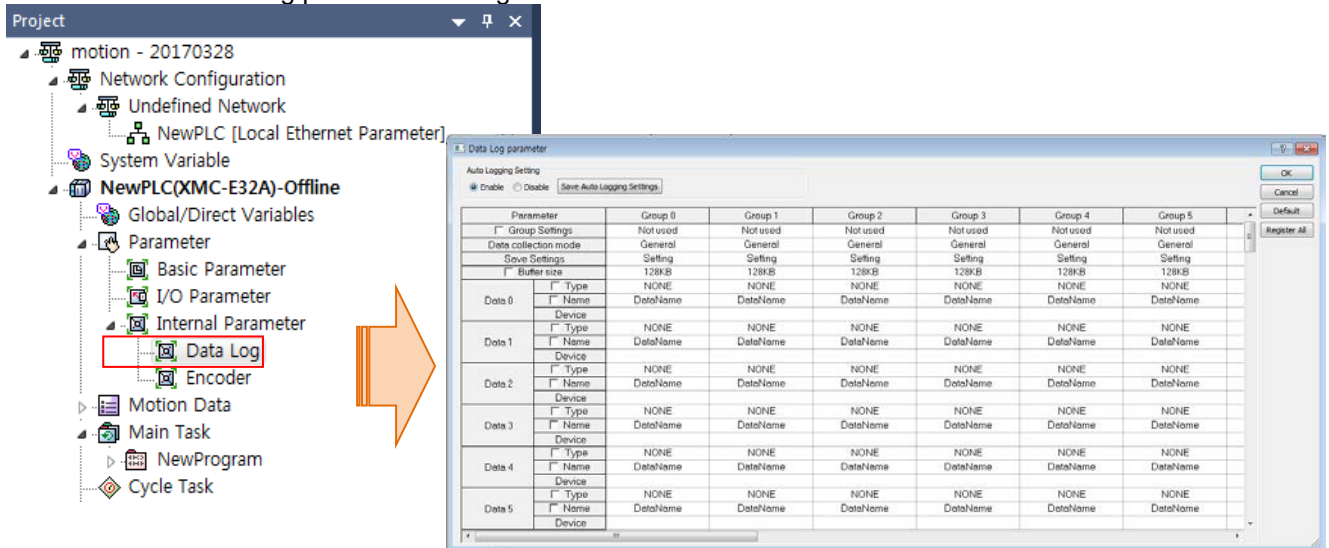 Project
motion - 20170328
Network Configuration
Undefined Network
NewPLC [Local Ethernet Parameter]
System Variable
NewPLC(XMC-E32A)-Offline
Global/Direct Variables
Parameter
Basic Parameter
I/O Parameter
Internal Parameter
Data Log
Encoder
Motion Data
Main Task
NewProgram
Cycle Task
Data Log parameter
Auto Logging Setting
Enable Disable Save Auto Logging Settings
OK
Cancel
Default
Register All
Parameter Group 0 Group 1 Group 2 Group 3 Group 4 Group 5
Group Settings Not used Not used Not used Not used Not used Not used
Data collection mode General General General General General General
Save Settings Setting Setting Setting Setting Setting Setting
Buffer size 128KB 128KB 128KB 128KB 128KB 128KB
Data 0 Type NONE NONE NONE NONE NONE NONE
Name DataName DataName DataName DataName DataName DataName
Device
Data 1 Type NONE NONE NONE NONE NONE NONE
Name DataName DataName DataName DataName DataName DataName
Device
Data 2 Type NONE NONE NONE NONE NONE NONE
Name DataName DataName DataName DataName DataName DataName
Device
Data 3 Type NONE NONE NONE NONE NONE NONE
Name DataName DataName DataName DataName DataName DataName
Device
Data 4 Type NONE NONE NONE NONE NONE NONE
Name DataName DataName DataName DataName DataName DataName
Device
Data 5 Type NONE NONE NONE NONE NONE NONE
Name DataName DataName DataName DataName DataName DataName
Device